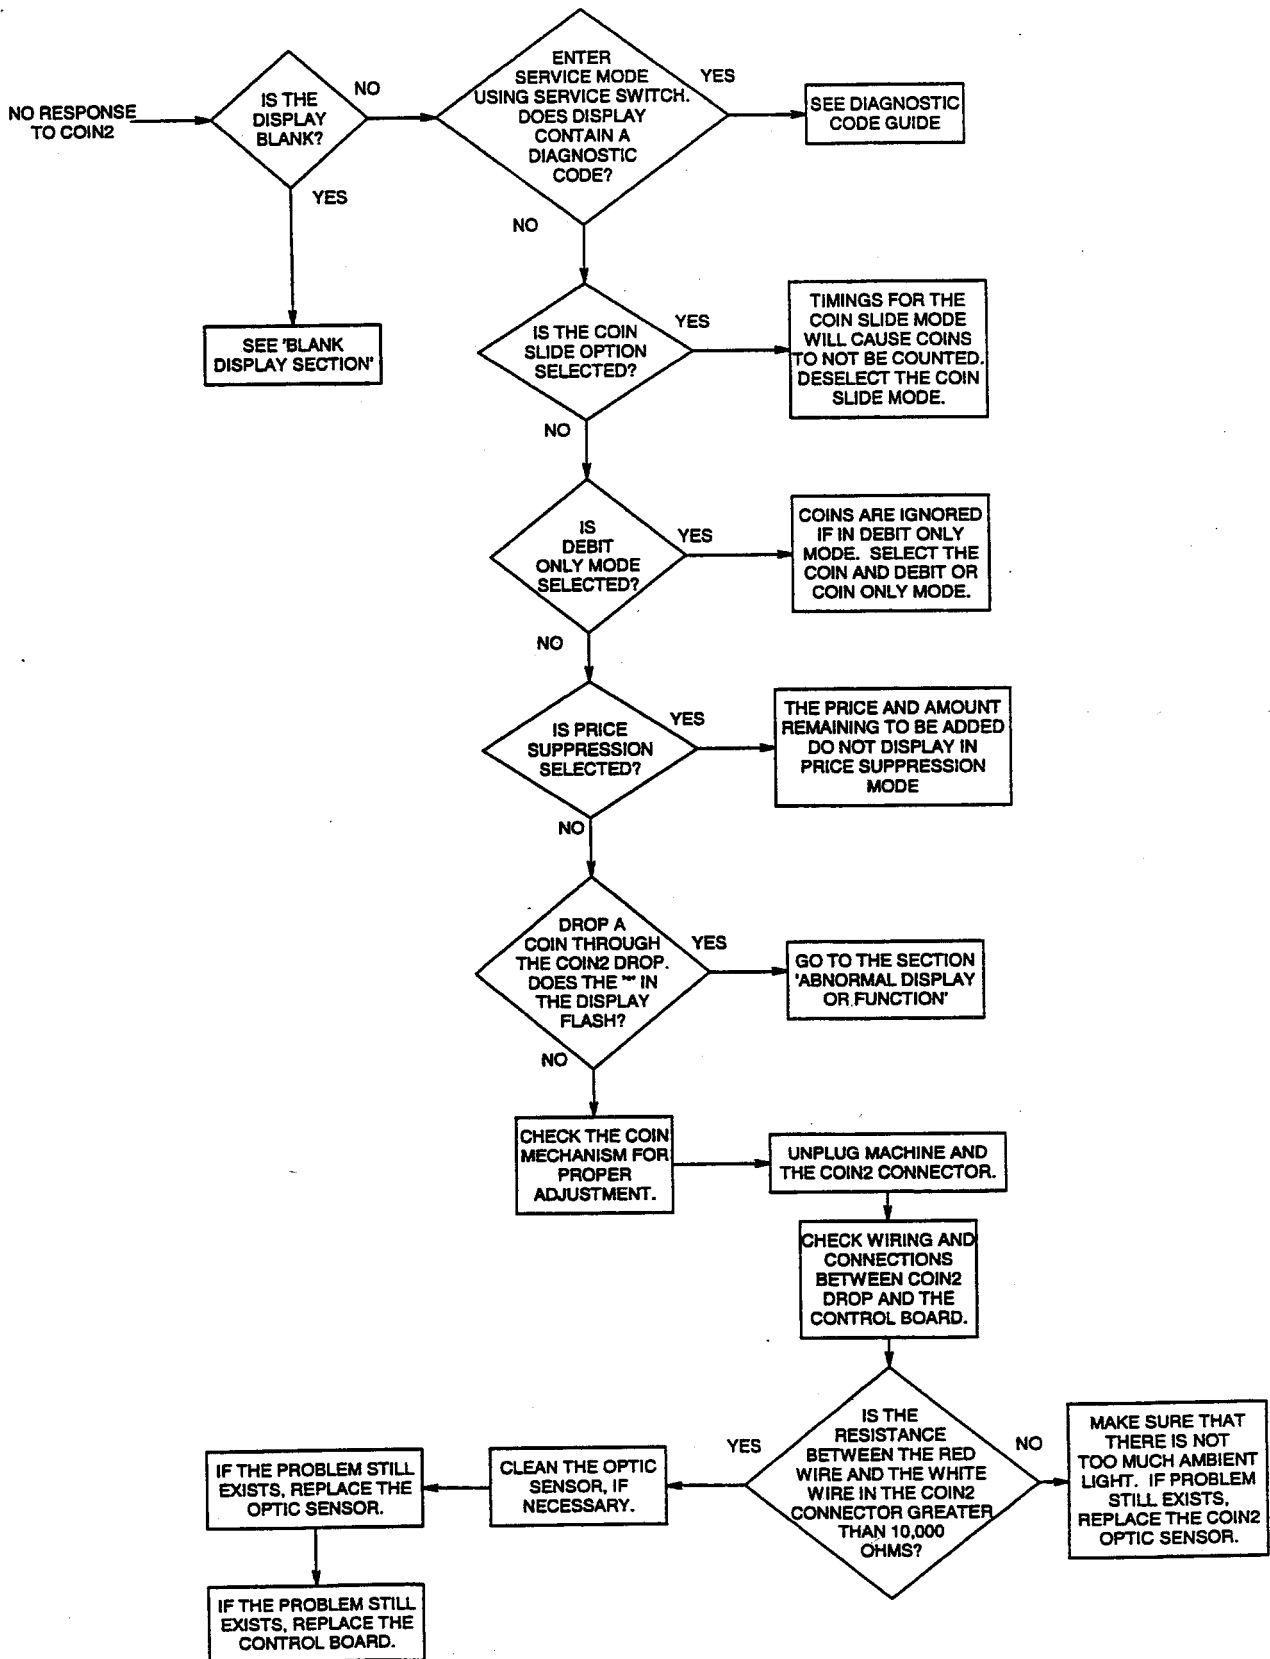 NO RESPONSE
TO COIN2
IS THE
DISPLAY
BLANK?
NO
YES
SEE 'BLANK
DISPLAY SECTION'
ENTER
SERVICE MODE
USING SERVICE SWITCH.
DOES DISPLAY
CONTAIN A
DIAGNOSTIC
CODE?
YES
SEE DIAGNOSTIC
CODE GUIDE
NO
IS THE COIN
SLIDE OPTION
SELECTED?
YES
TIMINGS FOR THE
COIN SLIDE MODE
WILL CAUSE COINS
TO NOT BE COUNTED.
DESELECT THE COIN
SLIDE MODE.
NO
IS
DEBIT
ONLY MODE
SELECTED?
YES
COINS ARE IGNORED
IF IN DEBIT ONLY
MODE. SELECT THE
COIN AND DEBIT OR
COIN ONLY MODE.
NO
IS PRICE
SUPPRESSION
SELECTED?
YES
THE PRICE AND AMOUNT
REMAINING TO BE ADDED
DO NOT DISPLAY IN
PRICE SUPPRESSION
MODE
NO
DROP A
COIN THROUGH
THE COIN2 DROP.
DOES THE '"' IN
THE DISPLAY
FLASH?
YES
GO TO THE SECTION
'ABNORMAL DISPLAY
OR FUNCTION'
NO
CHECK THE COIN
MECHANISM FOR
PROPER
ADJUSTMENT.
UNPLUG MACHINE AND
THE COIN2 CONNECTOR.
CHECK WIRING AND
CONNECTIONS
BETWEEN COIN2
DROP AND THE
CONTROL BOARD.
IS THE
RESISTANCE
BETWEEN THE RED
WIRE AND THE WHITE
WIRE IN THE COIN2
CONNECTOR GREATER
THAN 10,000
OHMS?
NO
MAKE SURE THAT
THERE IS NOT
TOO MUCH AMBIENT
LIGHT. IF PROBLEM
STILL EXISTS,
REPLACE THE COIN2
OPTIC SENSOR.
YES
CLEAN THE OPTIC
SENSOR, IF
NECESSARY.
IF THE PROBLEM STILL
EXISTS, REPLACE THE
OPTIC SENSOR.
IF THE PROBLEM STILL
EXISTS, REPLACE THE
CONTROL BOARD.